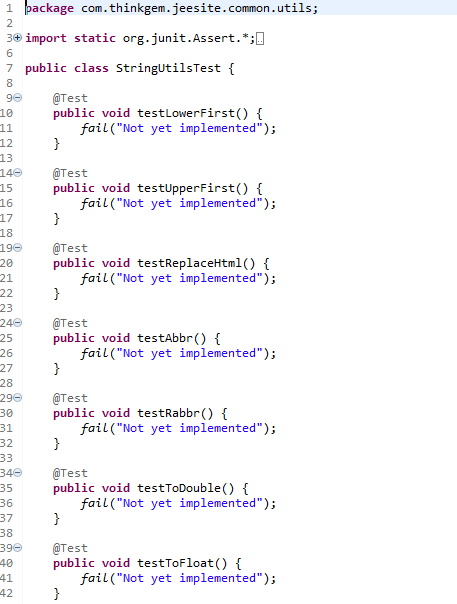 1 package com.thinkgem.jeesite.common.utils;
2
3 import static org.junit.Assert.*;
6
7 public class StringUtilsTest {
8
9 @Test
10 public void testLowerFirst() {
11 fail("Not yet implemented");
12 }
13
14 @Test
15 public void testUpperFirst() {
16 fail("Not yet implemented");
17 }
18
19 @Test
20 public void testReplaceHtml() {
21 fail("Not yet implemented");
22 }
23
24 @Test
25 public void testAbbr() {
26 fail("Not yet implemented");
27 }
28
29 @Test
30 public void testRabbr() {
31 fail("Not yet implemented");
32 }
33
34 @Test
35 public void testToDouble() {
36 fail("Not yet implemented");
37 }
38
39 @Test
40 public void testToFloat() {
41 fail("Not yet implemented");
42 }